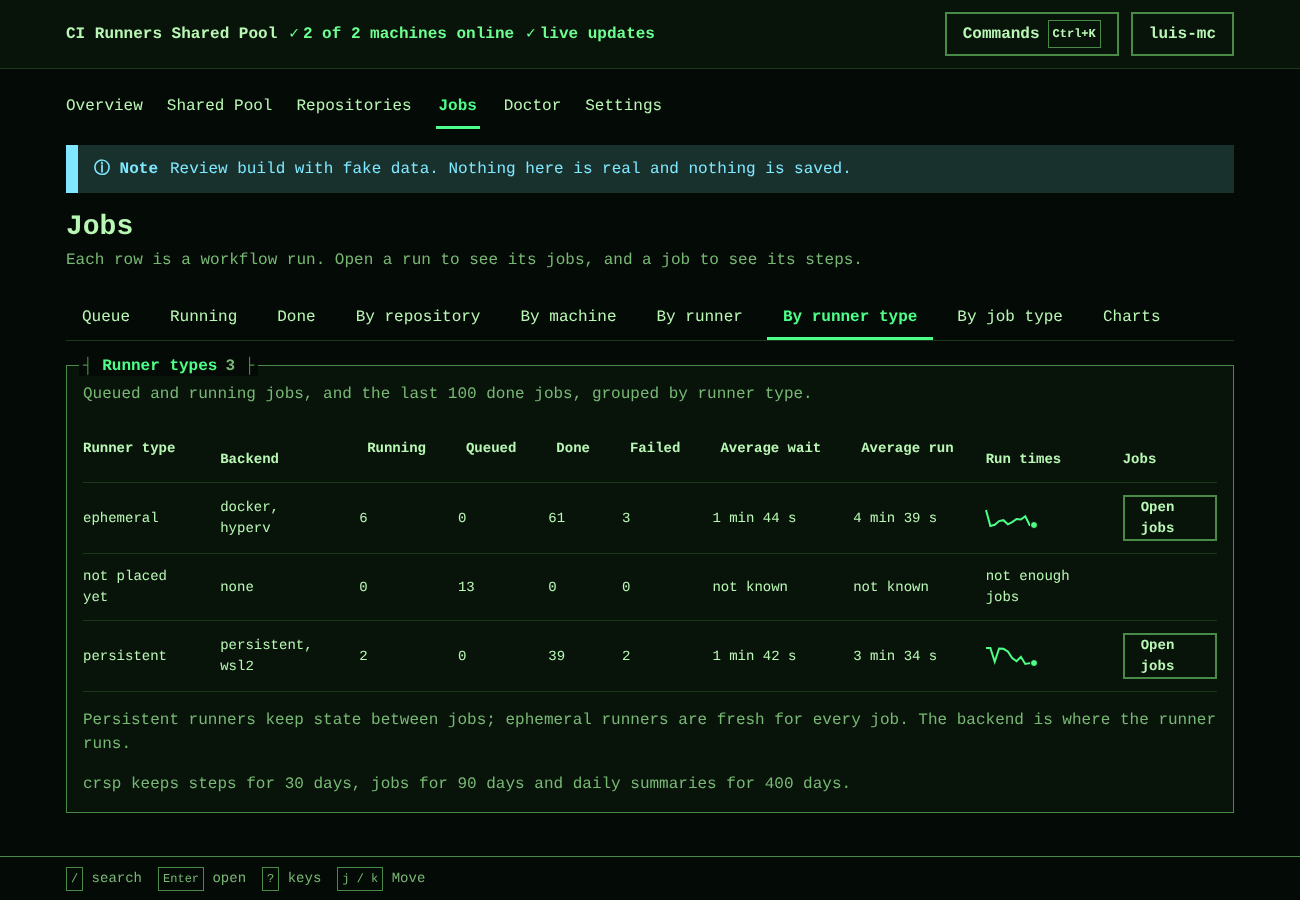 CI Runners Shared Pool ✓ 2 of 2 machines online ✓ live updates Commands Ctrl+K luis-mc
Overview Shared Pool Repositories Jobs Doctor Settings
ⓘ Note Review build with fake data. Nothing here is real and nothing is saved.
Jobs
Each row is a workflow run. Open a run to see its jobs, and a job to see its steps.
Queue Running Done By repository By machine By runner By runner type By job type Charts
┤ Runner types 3 ├
Queued and running jobs, and the last 100 done jobs, grouped by runner type.
Runner type Backend Running Queued Done Failed Average wait Average run Run times Jobs
ephemeral docker, hyperv 6 0 61 3 1 min 44 s 4 min 39 s Open jobs
not placed yet none 0 13 0 0 not known not known not enough jobs
persistent persistent, wsl2 2 0 39 2 1 min 42 s 3 min 34 s Open jobs
Persistent runners keep state between jobs; ephemeral runners are fresh for every job. The backend is where the runner
runs.
crsp keeps steps for 30 days, jobs for 90 days and daily summaries for 400 days.
/ search Enter open ? keys j / k Move